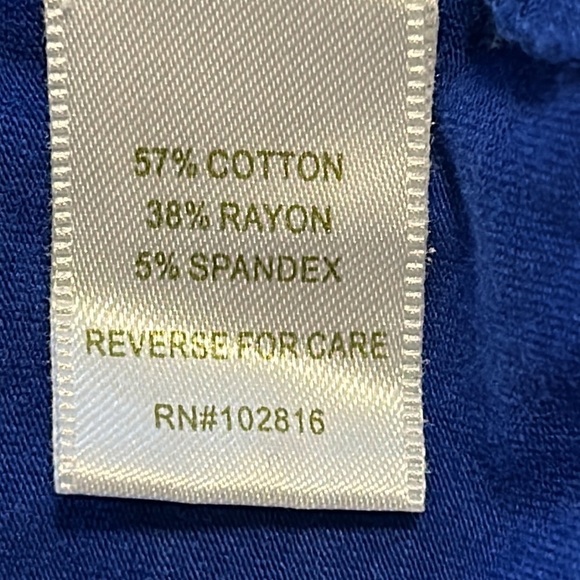 57% COTTON
38% RAYON
5% SPANDEX
REVERSE FOR CARE
RN#102816